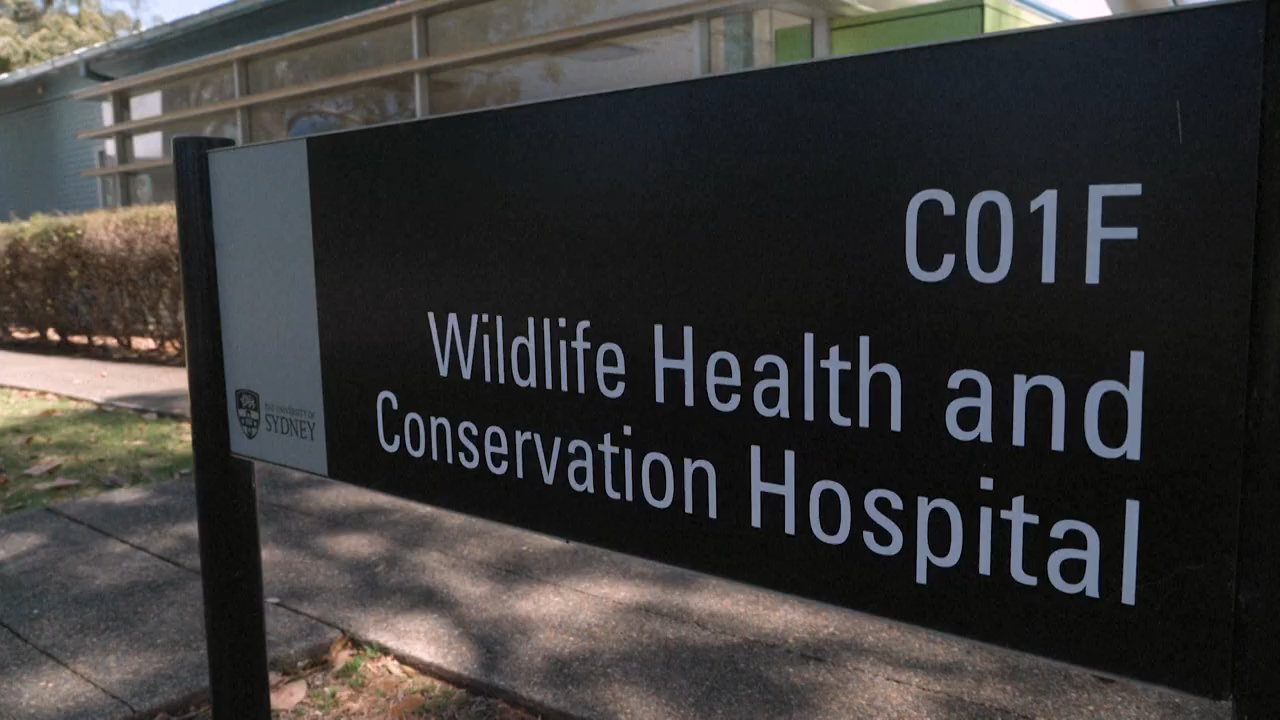 C01F
Wildlife Health and
Conservation Hospital
THE UNIVERSITY OF
SYDNEY